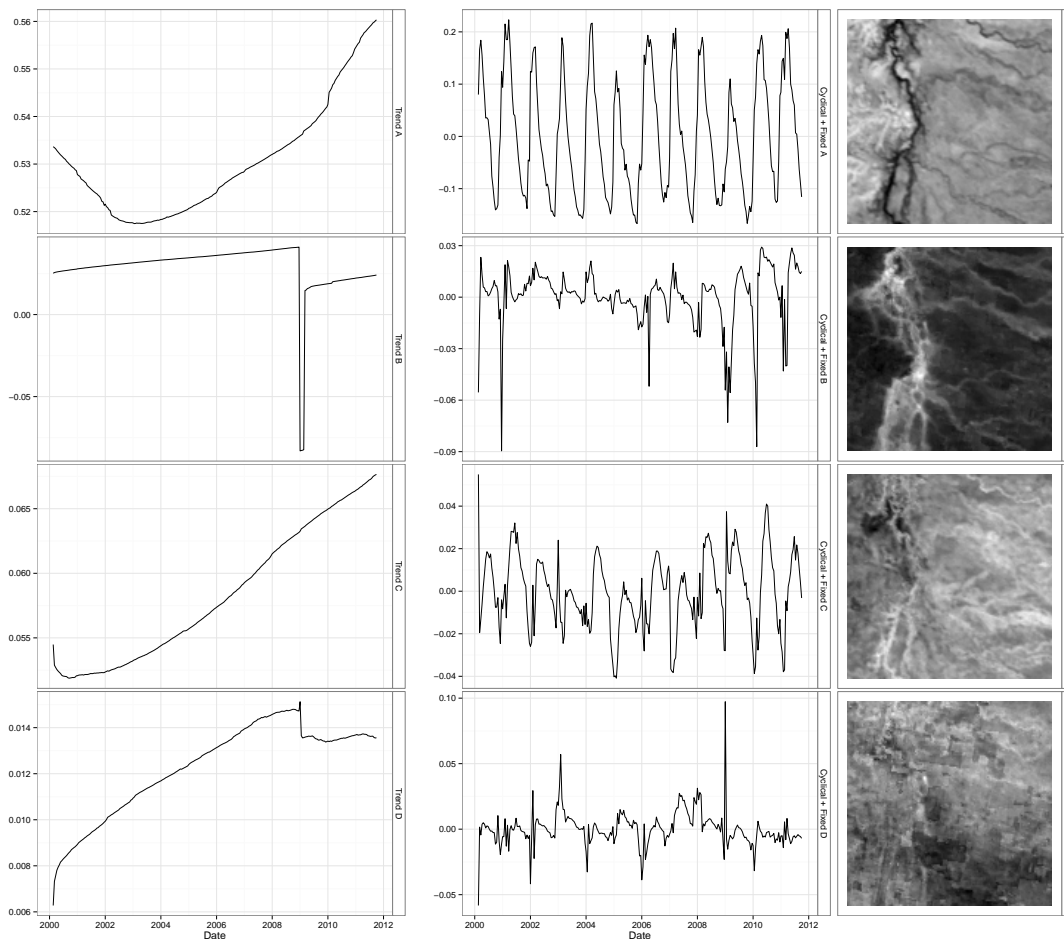 0.56
0.55
0.54
0.53
0.52
Trend A
0.2
0.1
0.0
−0.1
Cyclical + Fixed A
0.00
−0.05
Trend B
0.03
0.00
−0.03
−0.06
−0.09
Cyclical + Fixed B
0.065
0.060
0.055
Trend C
0.04
0.02
0.00
−0.02
−0.04
Cyclical + Fixed C
0.014
0.012
0.010
0.008
0.006
Trend D
0.10
0.05
0.00
−0.05
Cyclical + Fixed D
2000 2002 2004 2006 2008 2010 2012
Date
2000 2002 2004 2006 2008 2010 2012
Date